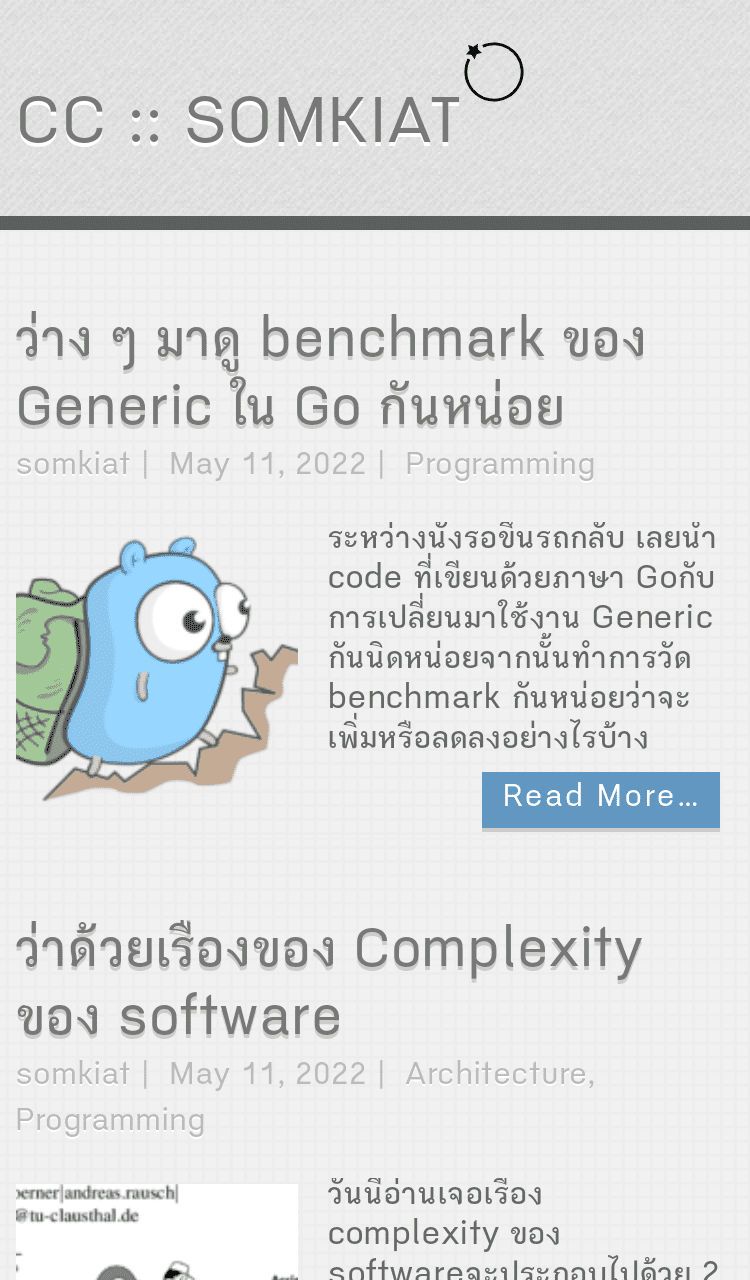 CC :: SOMKIAT
ว่าง ๆ มาดู benchmark ของ
Generic ใน Go กันหน่อย
somkiat | May 11, 2022 | Programming
ระหว่างนั่งรอขึ้นรถกลับ เลยนำ
code ที่เขียนด้วยภาษา Goกับ
การเปลี่ยนมาใช้งาน Generic
กันนิดหน่อยจากนั้นทำการวัด
benchmark กันหน่อยว่าจะ
เพิ่มหรือลดลงอย่างไรบ้าง
Read More…
ว่าด้วยเรื่องของ Complexity
ของ software
somkiat | May 11, 2022 | Architecture,
Programming
erner|andreas.rausch|
@tu-clausthal.de
วันนี้อ่านเจอเรื่อง
complexity ของ
softwareจะประกอบไปด้วย 2